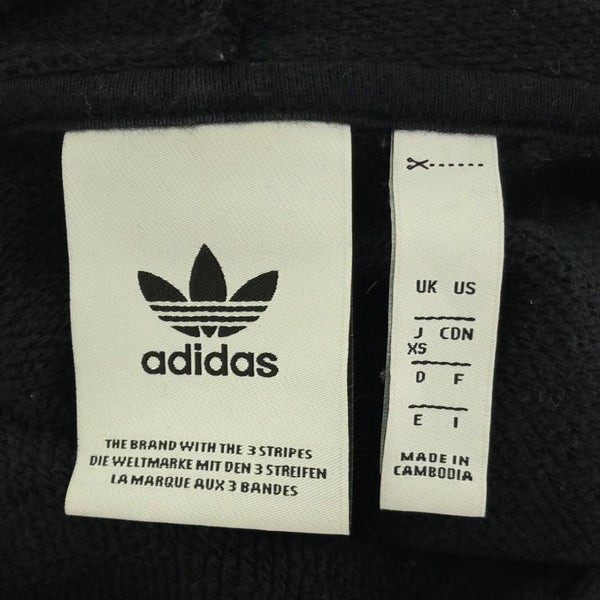 adidas
THE BRAND WITH THE 3 STRIPES
DIE WELTMARKE MIT DEN 3 STREIFEN
LA MARQUE AUX 3 BANDES
UK US
J CDN
XS
D F
E I
MADE IN
CAMBODIA